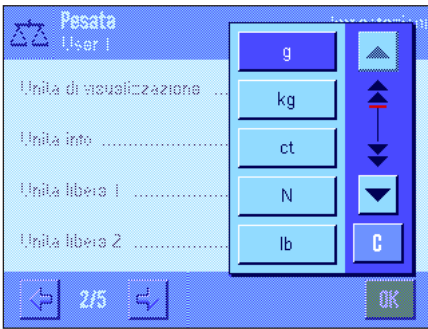 Pesata
User 1
Unità di visualizzazione
Unità info
Unità libera 1
Unità libera 2
g
kg
ct
N
lb
C
2/5
OK